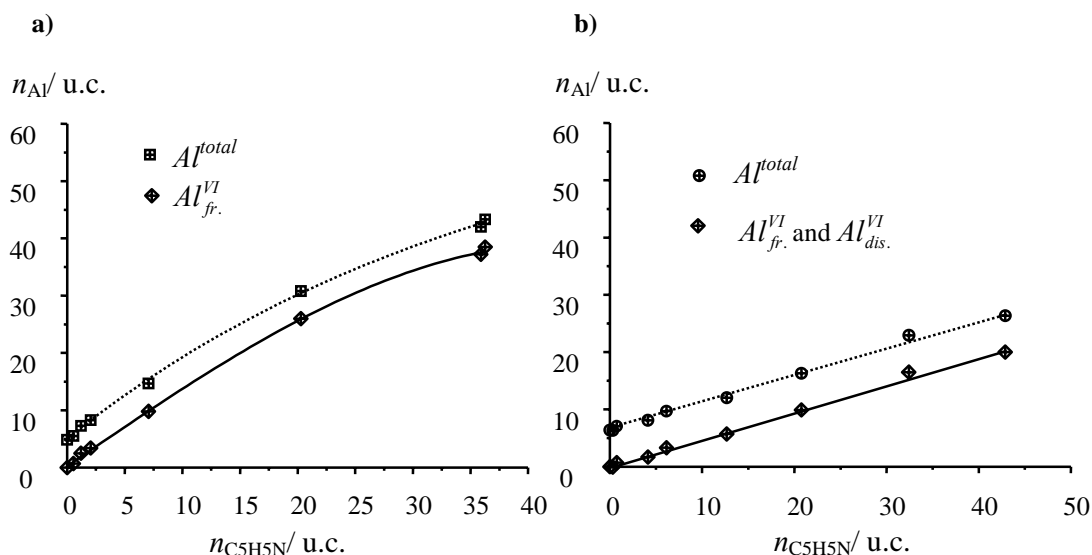 a)
n_Al/ u.c.
60
50
40
30
20
10
0
Al^total
Al^VI_fr.
0 5 10 15 20 25 30 35 40
n_C5H5N/ u.c.
b)
n_Al/ u.c.
60
50
40
30
20
10
0
Al^total
Al^VI_fr. and Al^VI_dis.
0 10 20 30 40 50
n_C5H5N/ u.c.